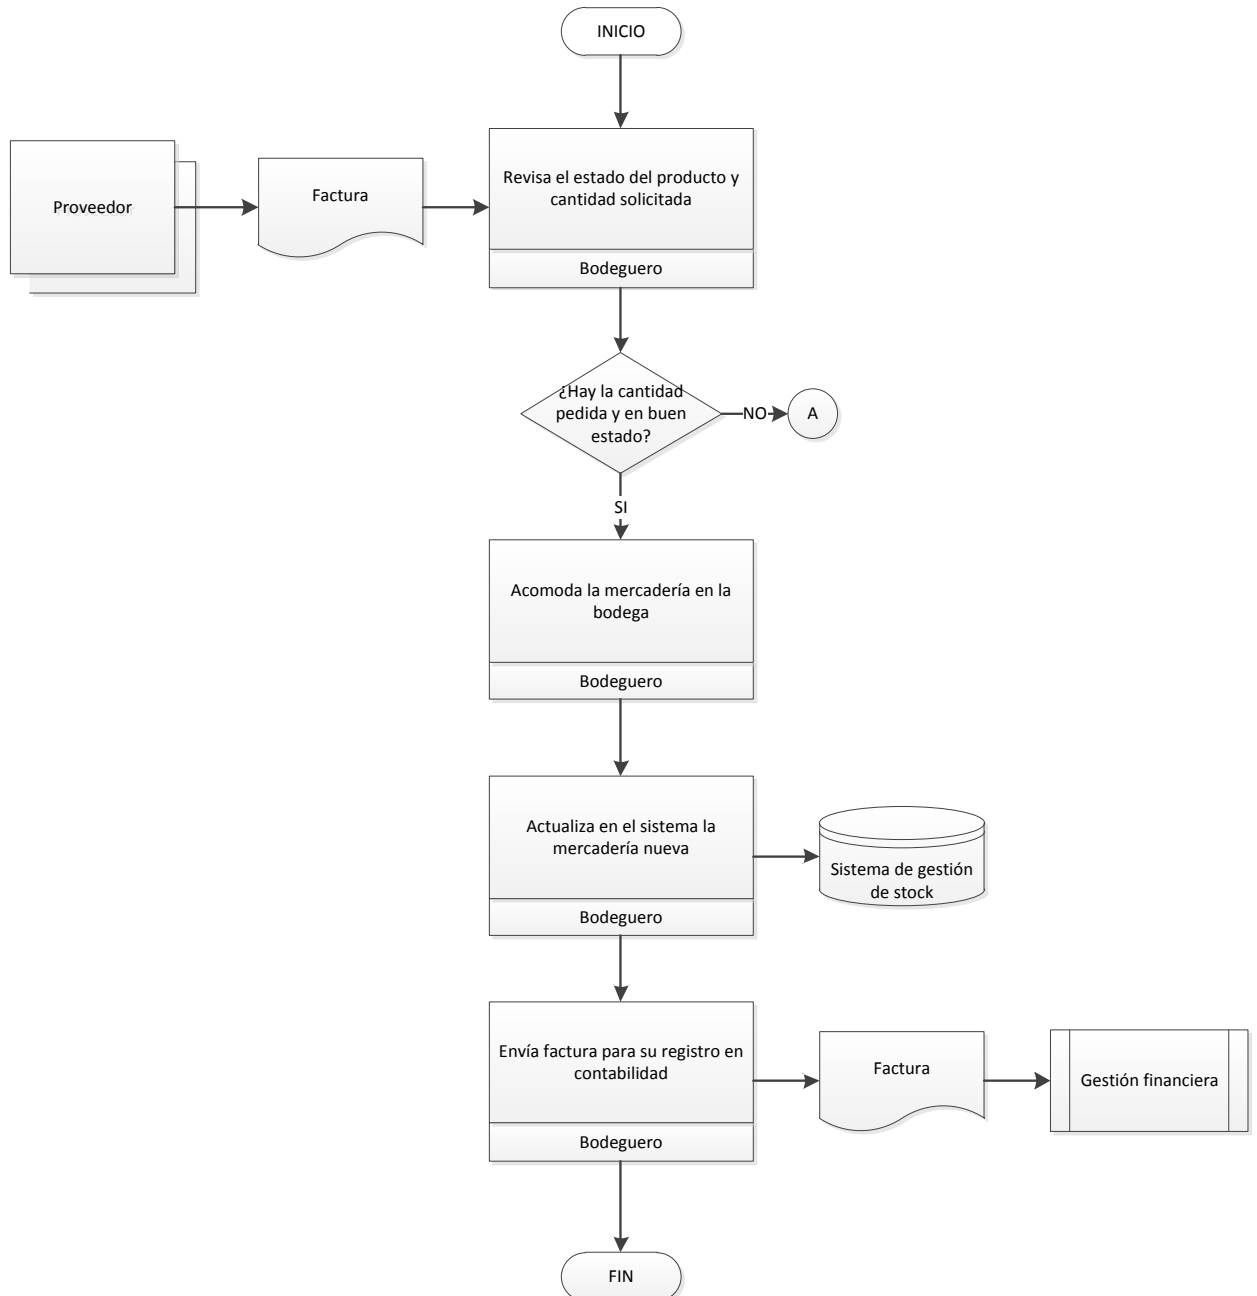 INICIO
Proveedor
Factura
Revisa el estado del producto y
cantidad solicitada
Bodeguero
¿Hay la cantidad
pedida y en buen
estado?
NO
A
SI
Acomoda la mercadería en la
bodega
Bodeguero
Actualiza en el sistema la
mercadería nueva
Bodeguero
Sistema de gestión
de stock
Envía factura para su registro en
contabilidad
Bodeguero
Factura
Gestión financiera
FIN